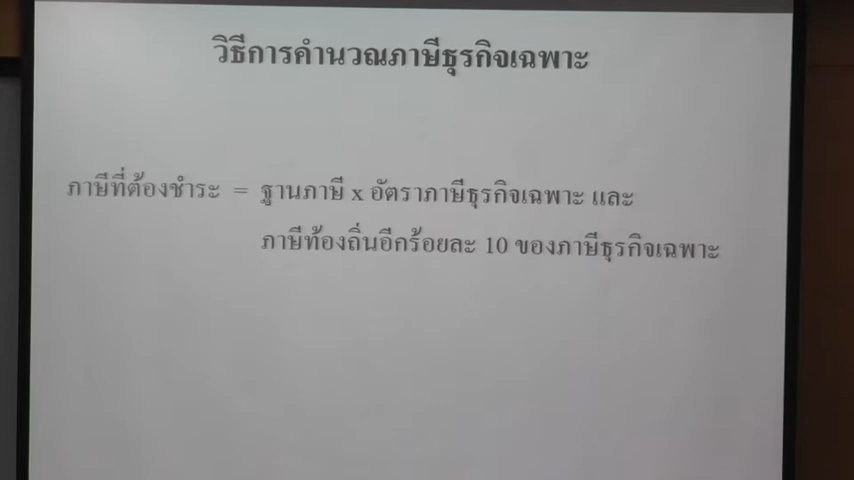 วิธีการคำนวณภาษีธุรกิจเฉพาะ
ภาษีที่ต้องชำระ = ฐานภาษี x อัตราภาษีธุรกิจเฉพาะ และ
ภาษีท้องถิ่นอีกร้อยละ 10 ของภาษีธุรกิจเฉพาะ